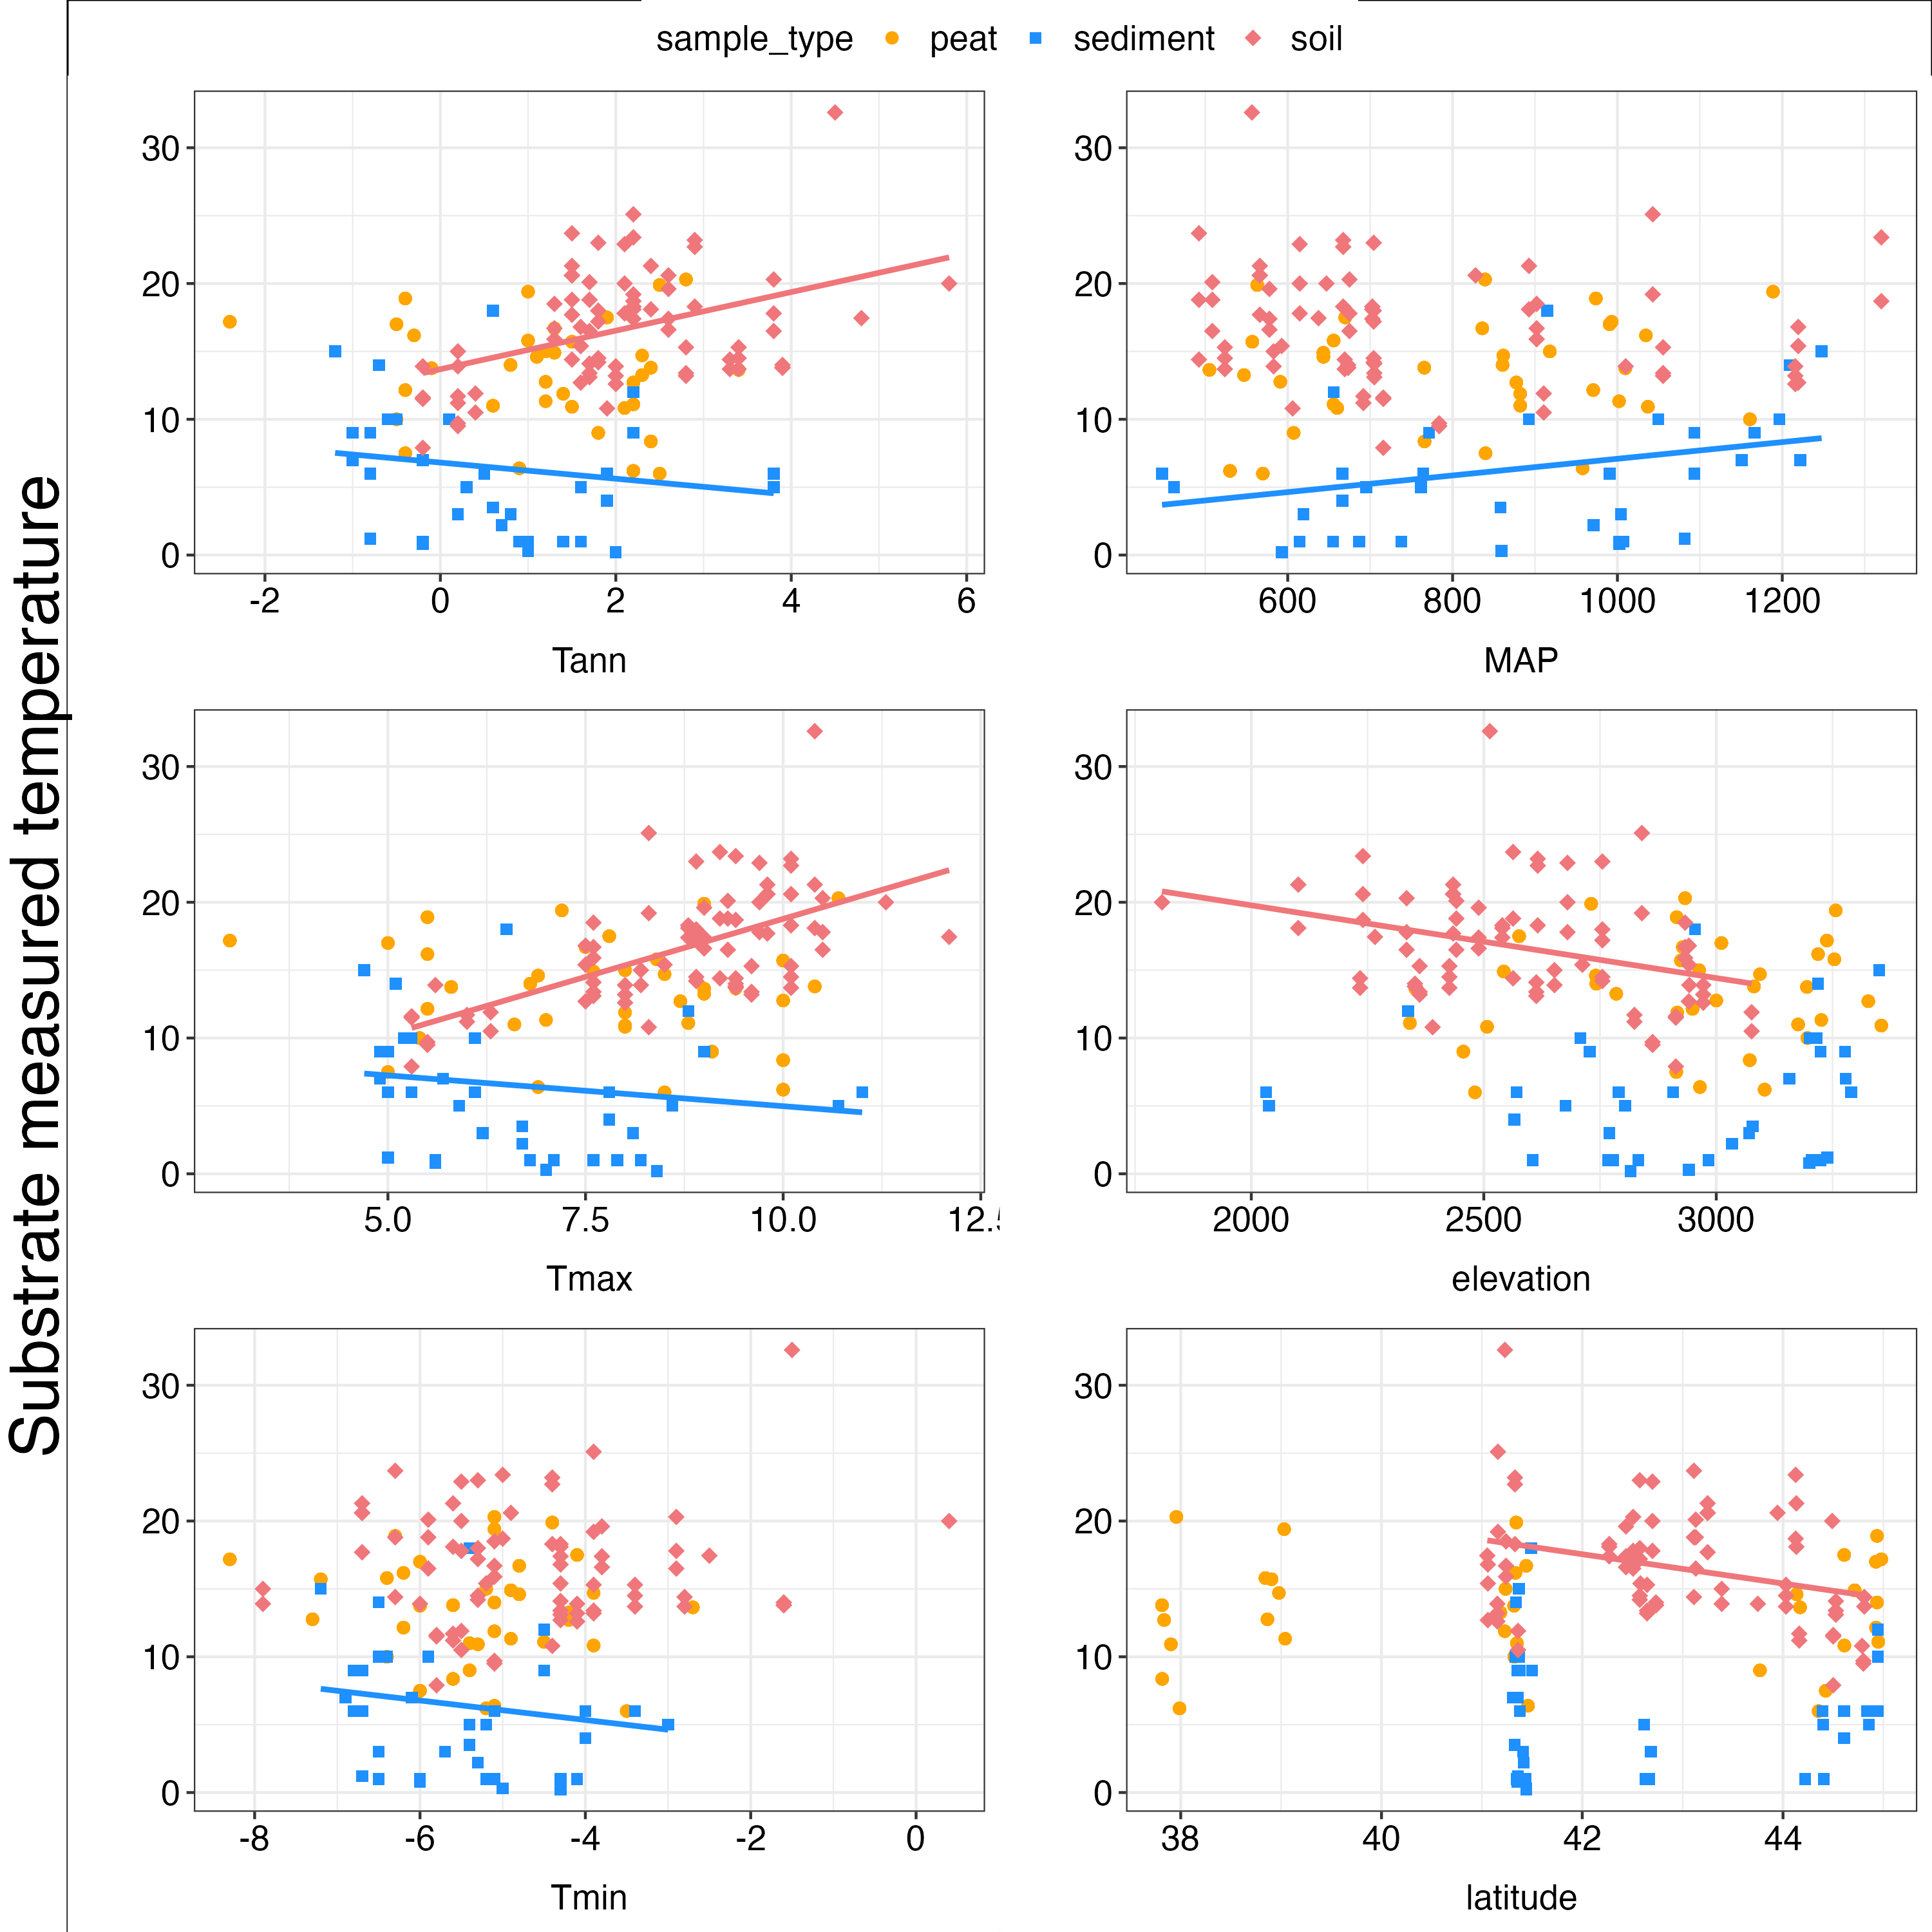 sample_type peat sediment soil
Substrate measured temperature
30
20
10
0
-2 0 2 4 6
Tann
30
20
10
0
600 800 1000 1200
MAP
30
20
10
0
5.0 7.5 10.0 12.
Tmax
30
20
10
0
2000 2500 3000
elevation
30
20
10
0
-8 -6 -4 -2 0
Tmin
30
20
10
0
38 40 42 44
latitude